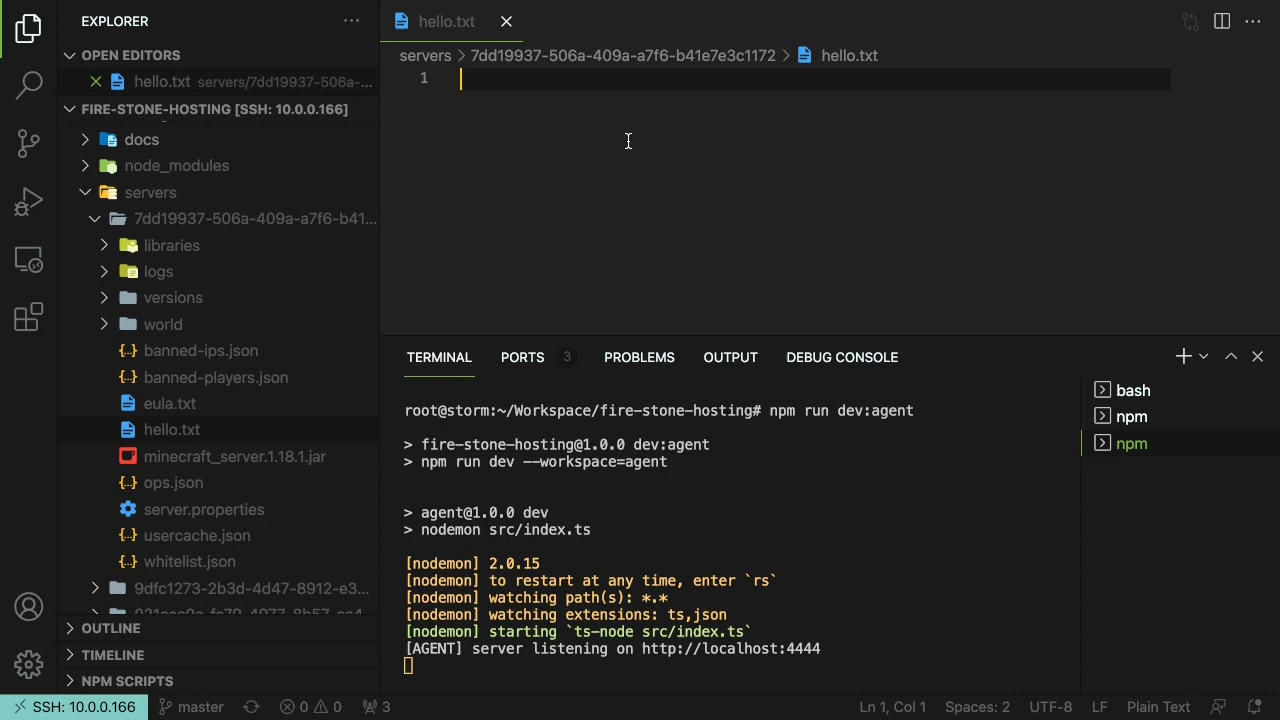 EXPLORER
OPEN EDITORS
hello.txt servers/7dd19937-506a-...
FIRE-STONE-HOSTING [SSH: 10.0.0.166]
docs
node_modules
servers
7dd19937-506a-409a-a7f6-b41...
libraries
logs
versions
world
banned-ips.json
banned-players.json
eula.txt
hello.txt
minecraft_server.1.18.1.jar
ops.json
server.properties
usercache.json
whitelist.json
9dfc1273-2b3d-4d47-8912-e3...
OUTLINE
TIMELINE
NPM SCRIPTS
hello.txt
servers > 7dd19937-506a-409a-a7f6-b41e7e3c1172 > hello.txt
1
TERMINAL PORTS 3 PROBLEMS OUTPUT DEBUG CONSOLE
root@storm:~/Workspace/fire-stone-hosting# npm run dev:agent
> fire-stone-hosting@1.0.0 dev:agent
> npm run dev --workspace=agent
> agent@1.0.0 dev
> nodemon src/index.ts
[nodemon] 2.0.15
[nodemon] to restart at any time, enter `rs`
[nodemon] watching path(s): *.*
[nodemon] watching extensions: ts,json
[nodemon] starting `ts-node src/index.ts`
[AGENT] server listening on http://localhost:4444
bash
npm
npm
SSH: 10.0.0.166 master 0 0 3 Ln 1, Col 1 Spaces: 2 UTF-8 LF Plain Text